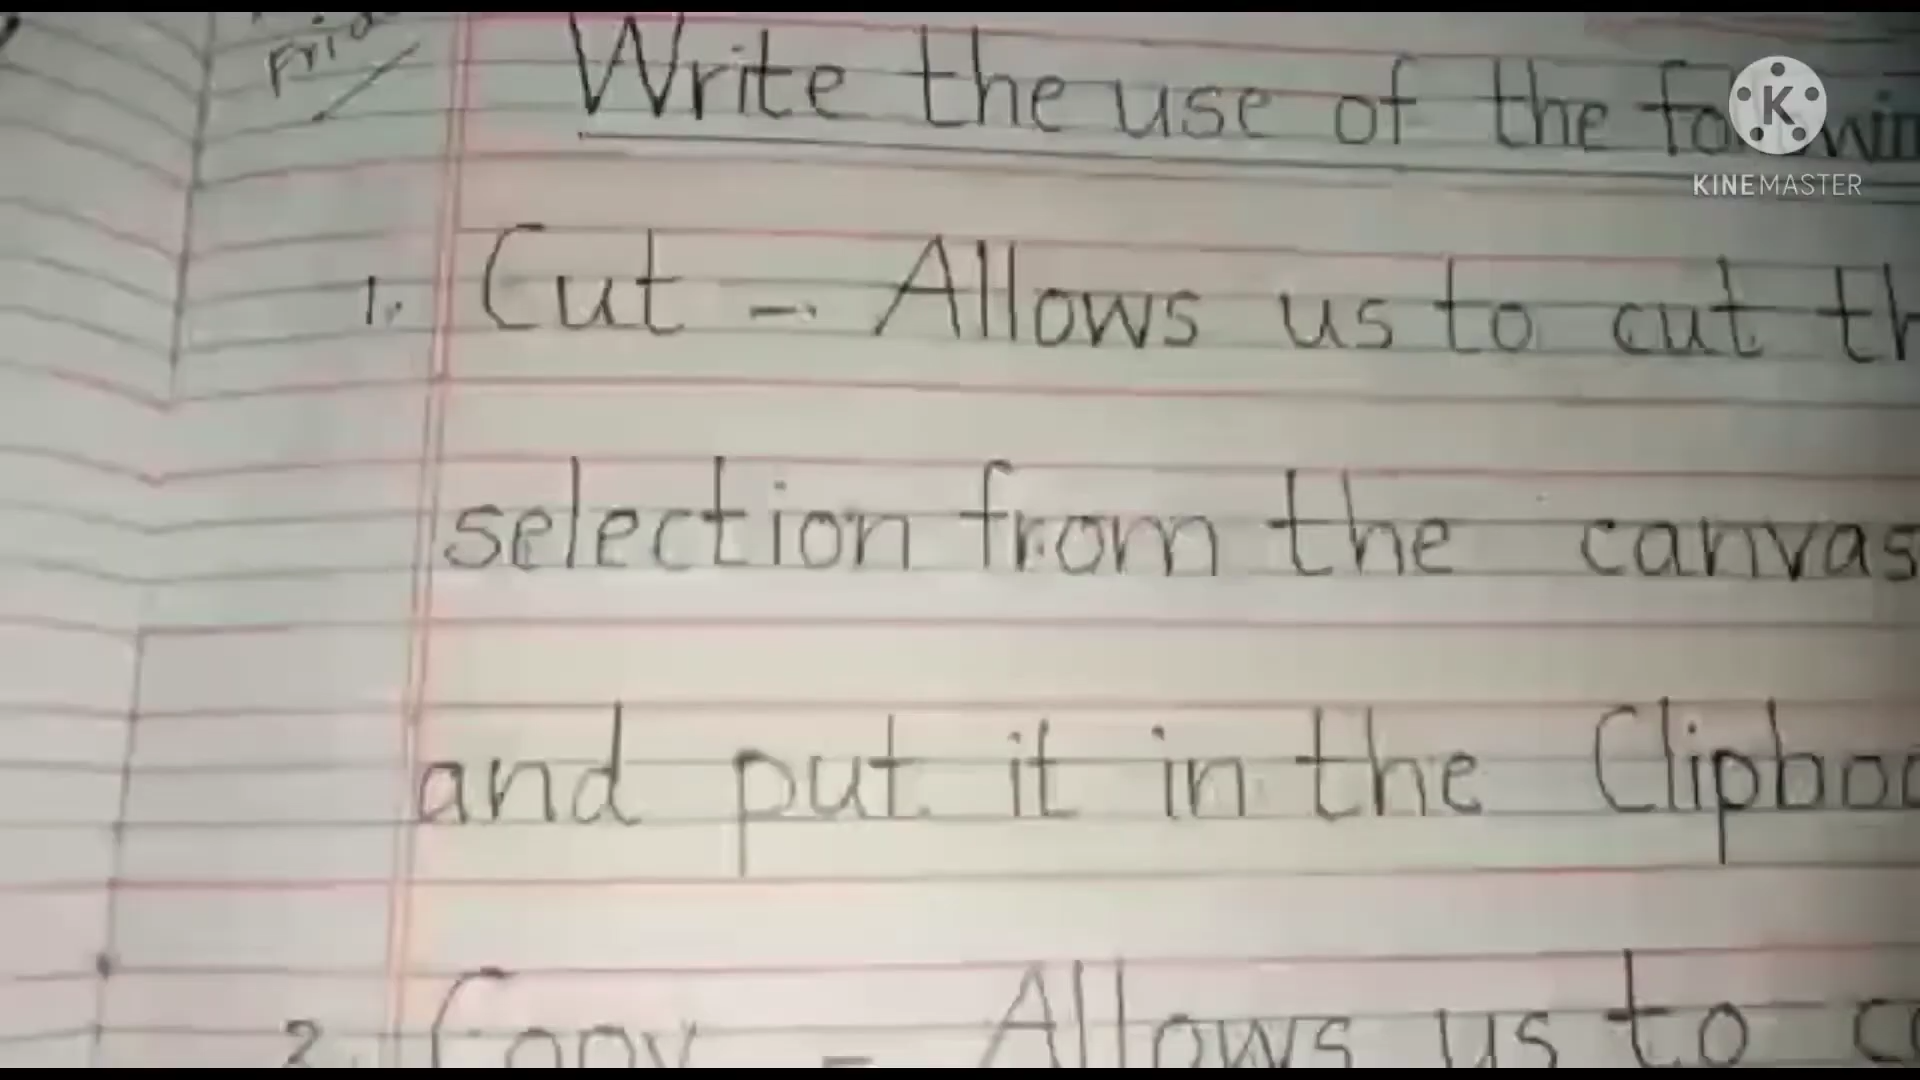 Write the use of the
1. Cut - Allows us to cut
selection from the canvas
and put it in the
2. Copy - Allows us to
KINEMASTER